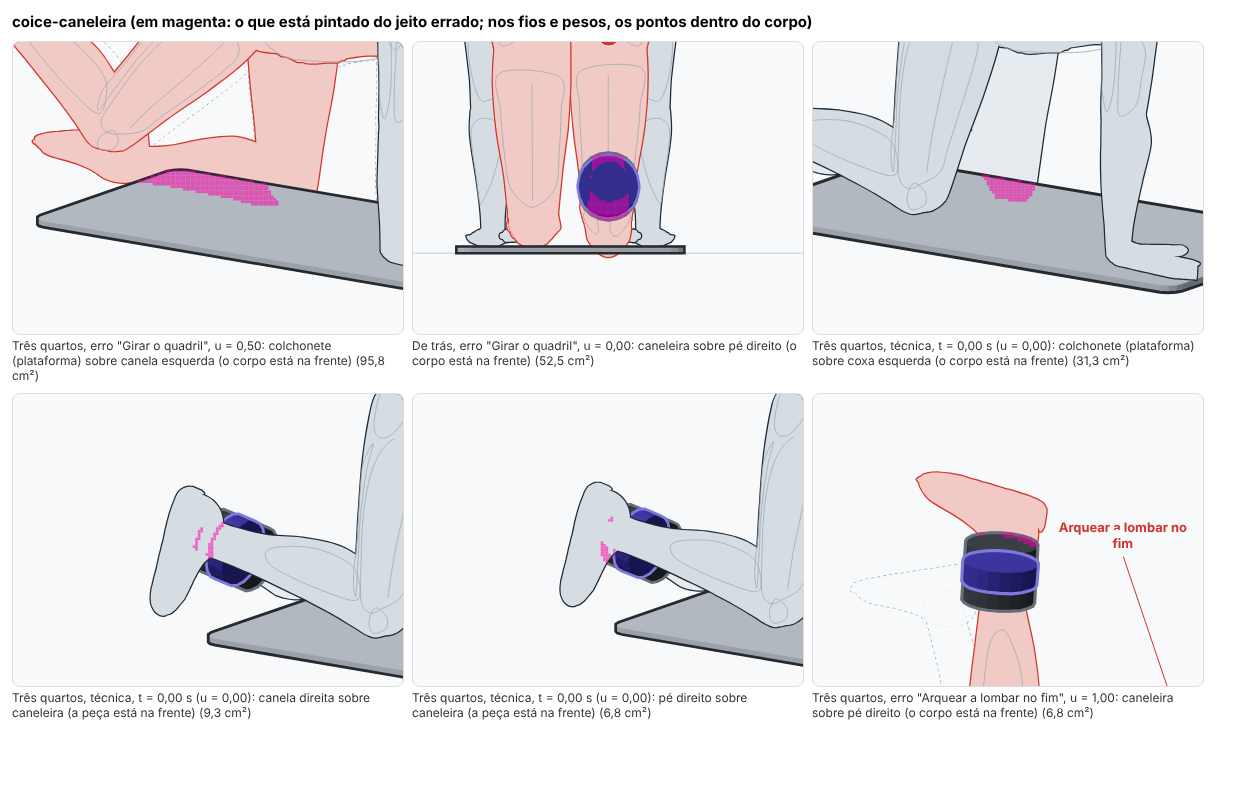 coice-caneleira (em magenta: o que está pintado do jeito errado; nos fios e pesos, os pontos dentro do corpo)
Três quartos, erro "Girar o quadril", u = 0,50: colchonete
(plataforma) sobre canela esquerda (o corpo está na frente) (95,8
cm²)
De trás, erro "Girar o quadril", u = 0,00: caneleira sobre pé direito (o
corpo está na frente) (52,5 cm²)
Três quartos, técnica, t = 0,00 s (u = 0,00): colchonete (plataforma)
sobre coxa esquerda (o corpo está na frente) (31,3 cm²)
Arquear a lombar no
fim
Três quartos, técnica, t = 0,00 s (u = 0,00): canela direita sobre
caneleira (a peça está na frente) (9,3 cm²)
Três quartos, técnica, t = 0,00 s (u = 0,00): pé direito sobre
caneleira (a peça está na frente) (6,8 cm²)
Três quartos, erro "Arquear a lombar no fim", u = 1,00: caneleira
sobre pé direito (o corpo está na frente) (6,8 cm²)